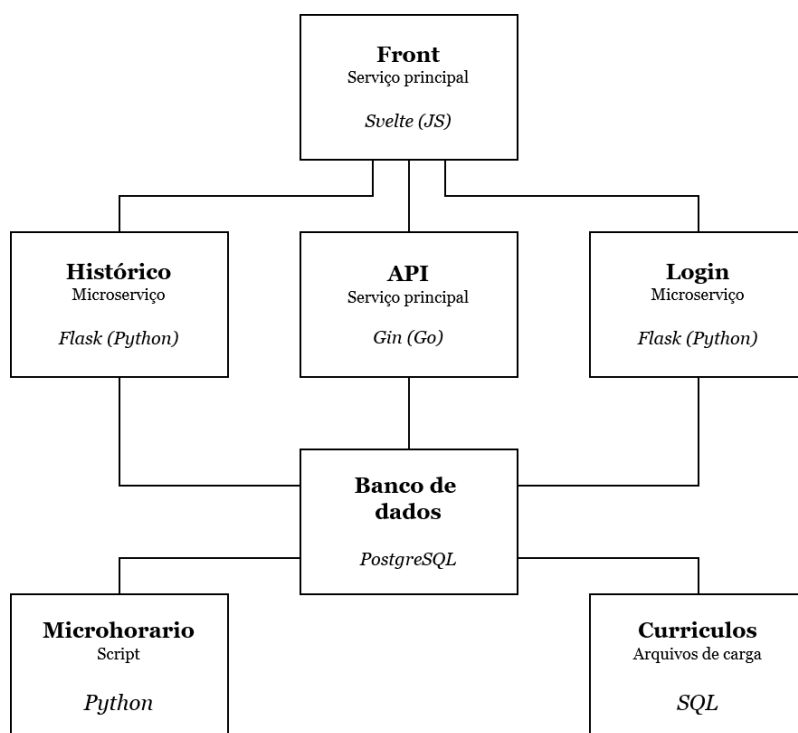 Front
Serviço principal
Svelte (JS)
Histórico
Microserviço
Flask (Python)
API
Serviço principal
Gin (Go)
Login
Microserviço
Flask (Python)
Banco de
dados
PostgreSQL
Microhorario
Script
Python
Curriculos
Arquivos de carga
SQL